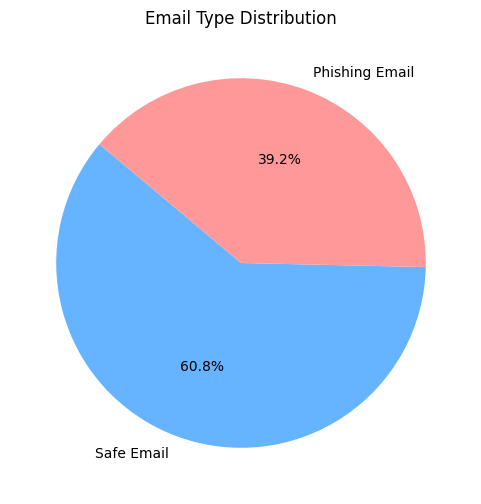 Email Type Distribution
Phishing Email
39.2%
60.8%
Safe Email